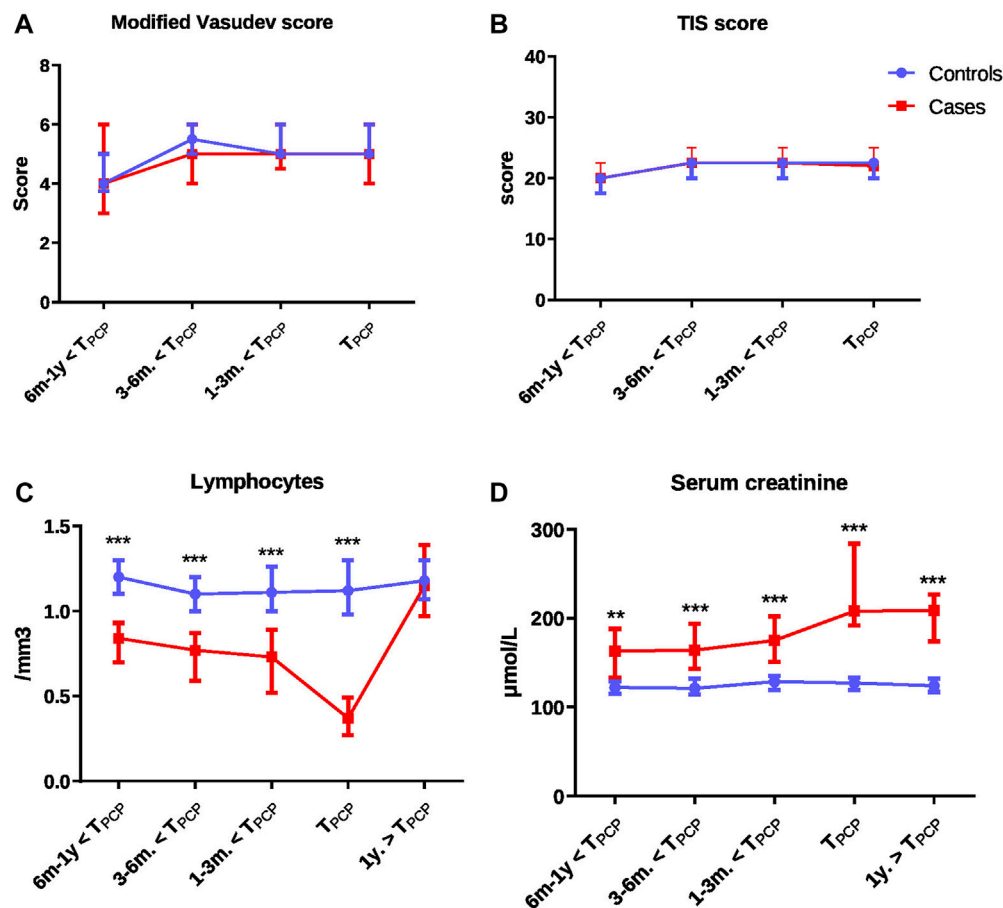 A
Modified Vasudev score
8
6
4
2
0
Score
6m-1y < TPCP
3-6m. < TPCP
1-3m. < TPCP
TPCP
B
TIS score
40
30
20
10
0
score
6m-1y < TPCP
3-6m. < TPCP
1-3m. < TPCP
TPCP
Controls
Cases
C
Lymphocytes
1.5
1.0
0.5
0.0
/mm3
***
***
***
***
6m-1y < TPCP
3-6m. < TPCP
1-3m. < TPCP
TPCP
1y. > TPCP
D
Serum creatinine
300
200
100
0
µmol/L
**
***
***
***
***
6m-1y < TPCP
3-6m. < TPCP
1-3m. < TPCP
TPCP
1y. > TPCP